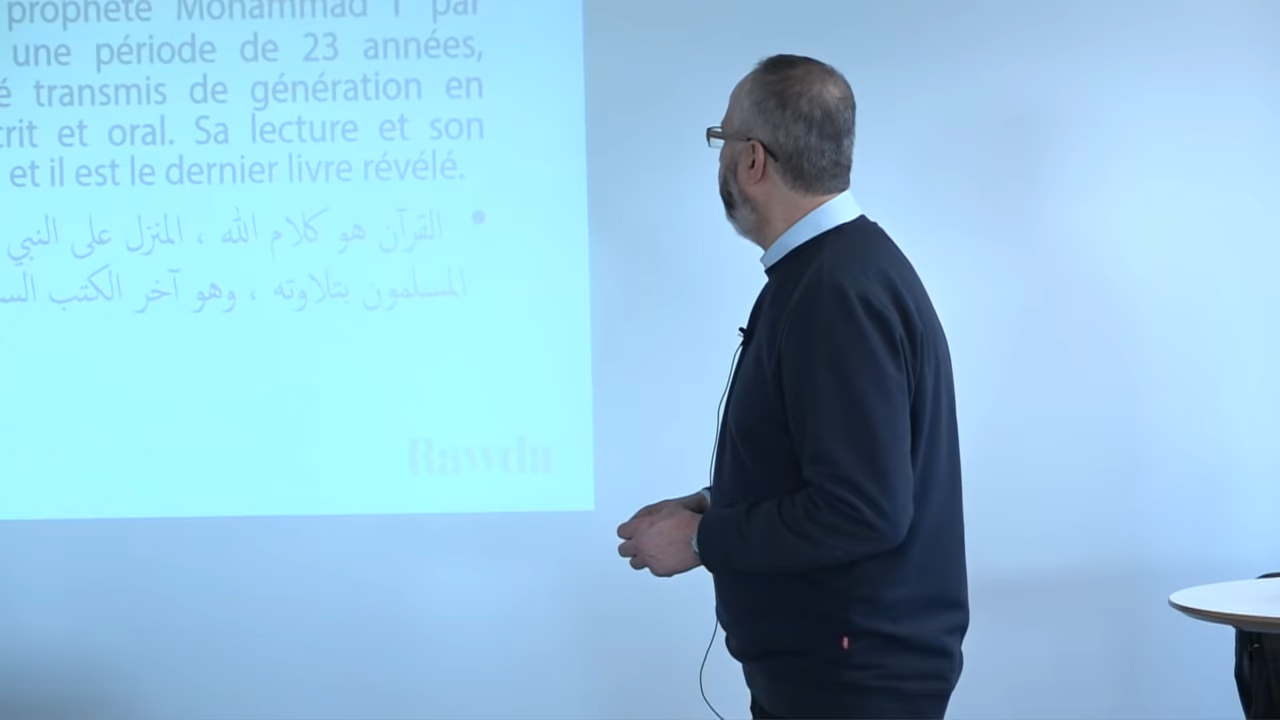 prophète Mohammad r par
une période de 23 années,
é transmis de génération en
crit et oral. Sa lecture et son
et il est le dernier livre révélé.
• القرآن هو كلام الله ، المنزل على النبي
المسلمون بتلاوته ، وهو آخر الكتب الس
Rawda